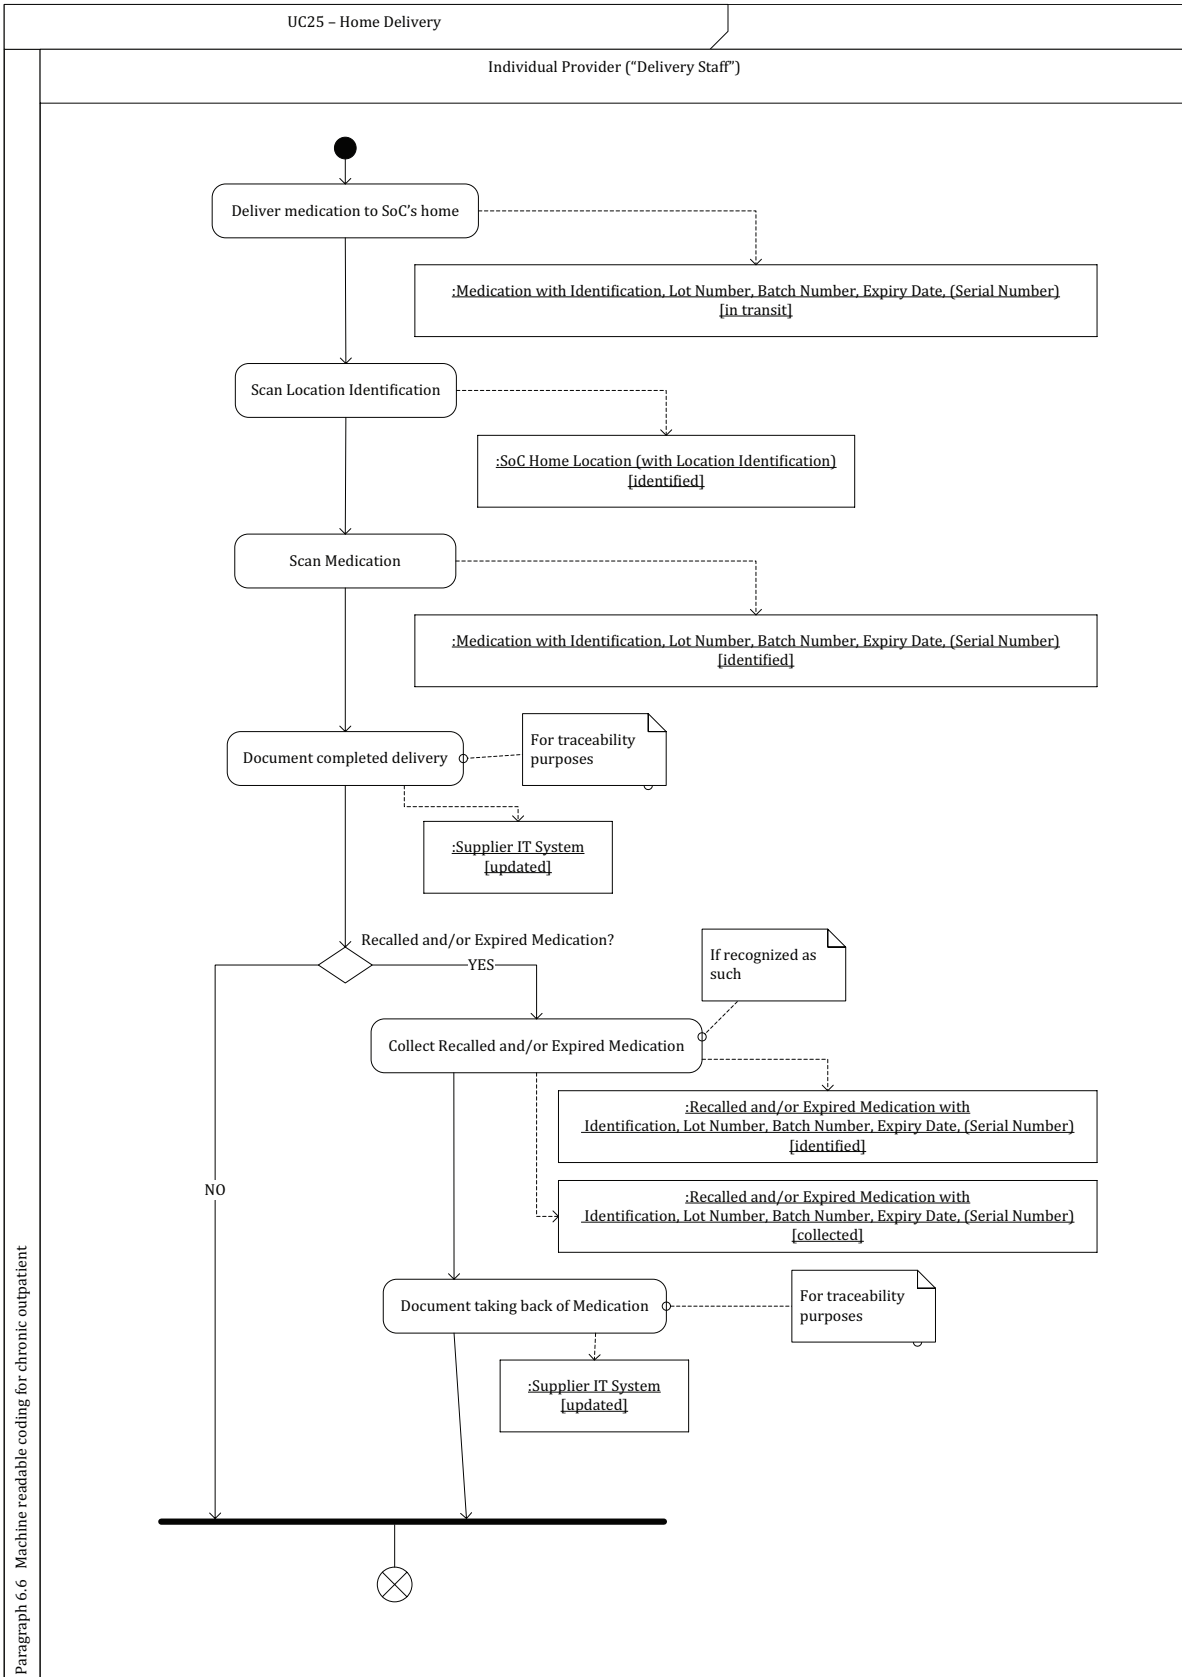 UC25 – Home Delivery
Individual Provider (“Delivery Staff”)
Deliver medication to SoC’s home
:Medication with Identification, Lot Number, Batch Number, Expiry Date, (Serial Number)
[in transit]
Scan Location Identification
:SoC Home Location (with Location Identification)
[identified]
Scan Medication
:Medication with Identification, Lot Number, Batch Number, Expiry Date, (Serial Number)
[identified]
For traceability
purposes
Document completed delivery
:Supplier IT System
[updated]
Recalled and/or Expired Medication?
YES
If recognized as
such
Collect Recalled and/or Expired Medication
:Recalled and/or Expired Medication with
Identification, Lot Number, Batch Number, Expiry Date, (Serial Number)
[identified]
NO
:Recalled and/or Expired Medication with
Identification, Lot Number, Batch Number, Expiry Date, (Serial Number)
[collected]
Document taking back of Medication
For traceability
purposes
:Supplier IT System
[updated]
Paragraph 6.6 Machine readable coding for chronic outpatient